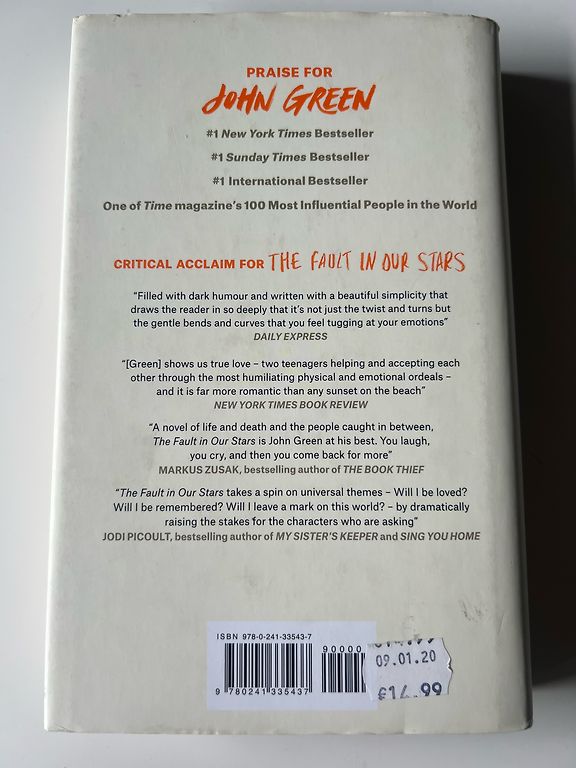 PRAISE FOR
JOHN GREEN
#1 New York Times Bestseller
#1 Sunday Times Bestseller
#1 International Bestseller
One of Time magazine's 100 Most Influential People in the World
CRITICAL ACCLAIM FOR THE FAULT IN OUR STARS
“Filled with dark humour and written with a beautiful simplicity that
draws the reader in so deeply that it’s not just the twist and turns but
the gentle bends and curves that you feel tugging at your emotions”
DAILY EXPRESS
“[Green] shows us true love – two teenagers helping and accepting each
other through the most humiliating physical and emotional ordeals –
and it is far more romantic than any sunset on the beach”
NEW YORK TIMES BOOK REVIEW
“A novel of life and death and the people caught in between,
The Fault in Our Stars is John Green at his best. You laugh,
you cry, and then you come back for more”
MARKUS ZUSAK, bestselling author of THE BOOK THIEF
“The Fault in Our Stars takes a spin on universal themes – Will I be loved?
Will I be remembered? Will I leave a mark on this world? – by dramatically
raising the stakes for the characters who are asking”
JODI PICOULT, bestselling author of MY SISTER’S KEEPER and SING YOU HOME
ISBN 978-0-241-33543-7
90000
9 780241 335437
09.01.20
€14.99